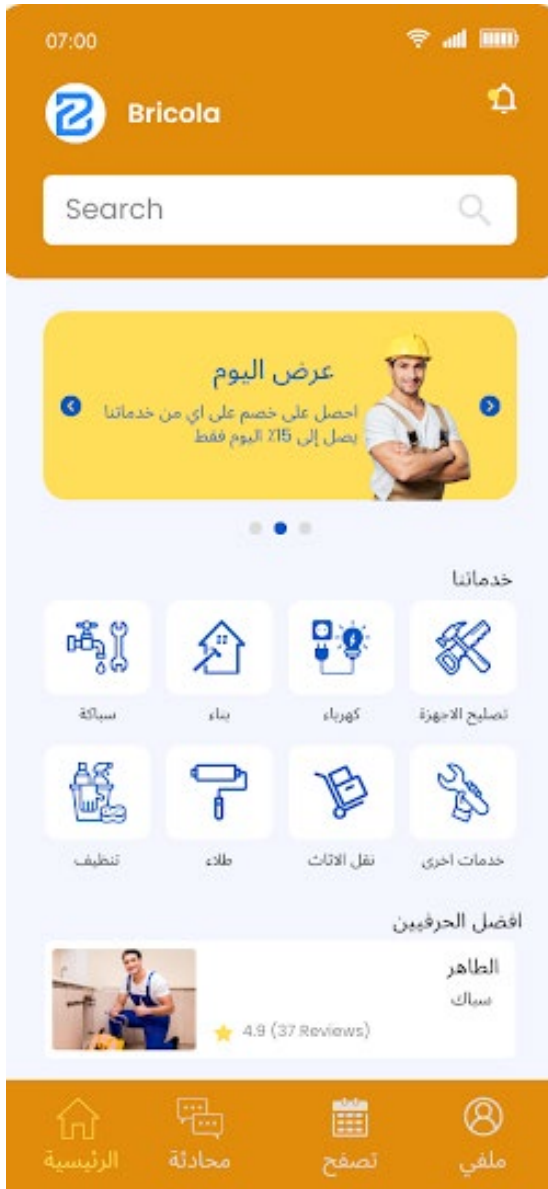 07:00
Bricola
Search
عرض اليوم
احصل على خصم على اي من خدماتنا
يصل إلى 15٪ اليوم فقط
خدماتنا
تصليح الاجهزة
كهرباء
بناء
سباكة
خدمات اخرى
نقل الاثاث
طلاء
تنظيف
افضل الحرفيين
الطاهر
سباك
4.9 (37 Reviews)
ملفي
تصفح
محادثة
الرئيسية